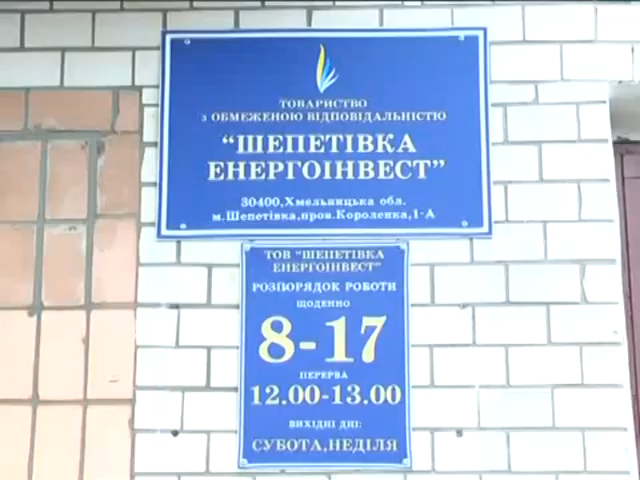 ТОВАРИСТВО
З ОБМЕЖЕНОЮ ВІДПОВІДАЛЬНІСТЮ
“ШЕПЕТІВКА
ЕНЕРГОІНВЕСТ”
30400,Хмельницька обл.
м.Шепетівка,пров.Короленка,1-А
ТОВ “ШЕПЕТІВКА
ЕНЕРГОІНВЕСТ”
РОЗПОРЯДОК РОБОТИ
ЩОДЕННО
8-17
ПЕРЕРВА
12.00-13.00
ВИХІДНІ ДНІ:
СУБОТА,НЕДІЛЯ